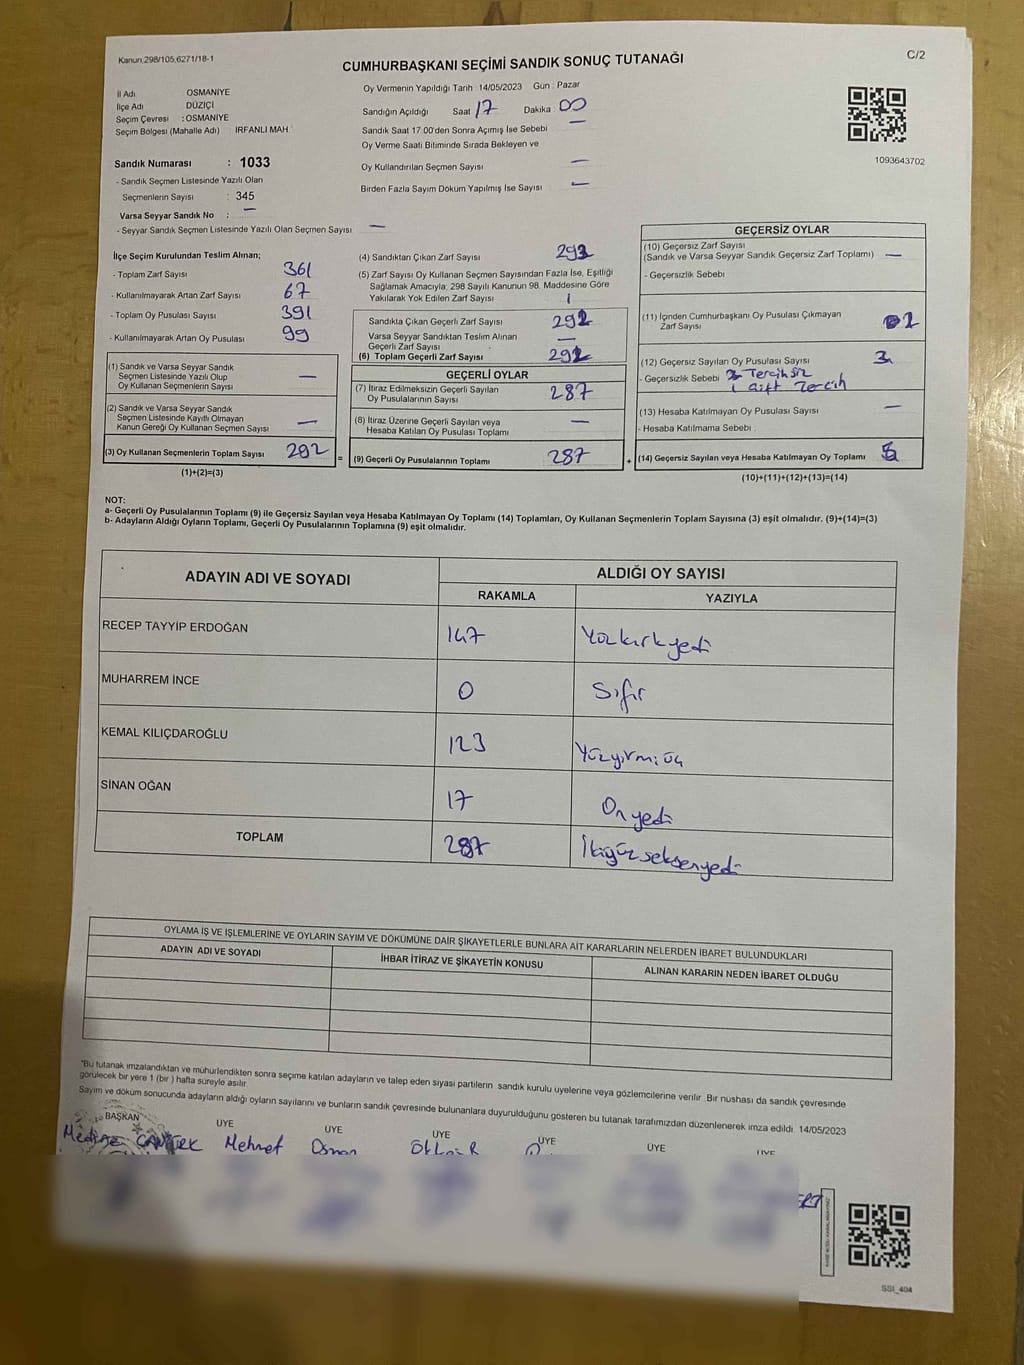 Kanun:298/105,6271/18-1
CUMHURBAŞKANI SEÇİMİ SANDIK SONUÇ TUTANAĞI
C/2
İl Adı OSMANİYE
İlçe Adı DÜZİÇİ
Seçim Çevresi : OSMANİYE
Seçim Bölgesi (Mahalle Adı) IRFANLI MAH.
Sandık Numarası : 1033
- Sandık Seçmen Listesinde Yazılı Olan
Seçmenlerin Sayısı : 345
Varsa Seyyar Sandık No : —
- Seyyar Sandık Seçmen Listesinde Yazılı Olan Seçmen Sayısı —
Oy Vermenin Yapıldığı Tarih : 14/05/2023 Gün : Pazar
Sandığın Açıldığı Saat 17 Dakika : 00
Sandık Saat 17.00'den Sonra Açımış İse Sebebi —
Oy Verme Saati Bitiminde Sırada Bekleyen ve
Oy Kullandırılan Seçmen Sayısı —
Birden Fazla Sayım Döküm Yapılmış İse Sayısı —
1093643702
İlçe Seçim Kurulundan Teslim Alınan;
- Toplam Zarf Sayısı 361
- Kullanılmayarak Artan Zarf Sayısı 67
- Toplam Oy Pusulası Sayısı 391
- Kullanılmayarak Artan Oy Pusulası 99
(1) Sandık ve Varsa Seyyar Sandık
Seçmen Listesinde Yazılı Olup
Oy Kullanan Seçmenlerin Sayısı —
(2) Sandık ve Varsa Seyyar Sandık
Seçmen Listesinde Kayıtlı Olmayan
Kanun Gereği Oy Kullanan Seçmen Sayısı —
(3) Oy Kullanan Seçmenlerin Toplam Sayısı 292
(1)+(2)=(3)
(4) Sandıktan Çıkan Zarf Sayısı 293
(5) Zarf Sayısı Oy Kullanan Seçmen Sayısından Fazla İse, Eşitliği
Sağlamak Amacıyla; 298 Sayılı Kanunun 98. Maddesine Göre
Yakılarak Yok Edilen Zarf Sayısı 1
Sandıkta Çıkan Geçerli Zarf Sayısı 292
Varsa Seyyar Sandıktan Teslim Alınan
Geçerli Zarf Sayısı —
(6) Toplam Geçerli Zarf Sayısı 292
GEÇERLİ OYLAR
(7) İtiraz Edilmeksizin Geçerli Sayılan
Oy Pusulalarının Sayısı 287
(8) İtiraz Üzerine Geçerli Sayılan veya
Hesaba Katılan Oy Pusulası Toplamı —
= (9) Geçerli Oy Pusulalarının Toplamı 287
GEÇERSİZ OYLAR
(10) Geçersiz Zarf Sayısı
(Sandık ve Varsa Seyyar Sandık Geçersiz Zarf Toplamı) —
- Geçersizlik Sebebi
(11) İçinden Cumhurbaşkanı Oy Pusulası Çıkmayan
Zarf Sayısı
(12) Geçersiz Sayılan Oy Pusulası Sayısı 3
- Geçersizlik Sebebi Tercihsiz
1 Çift Tercih
(13) Hesaba Katılmayan Oy Pusulası Sayısı —
- Hesaba Katılmama Sebebi :
+ (14) Geçersiz Sayılan veya Hesaba Katılmayan Oy Toplamı 5
(10)+(11)+(12)+(13)=(14)
NOT:
a- Geçerli Oy Pusulalarının Toplamı (9) ile Geçersiz Sayılan veya Hesaba Katılmayan Oy Toplamı (14) Toplamları, Oy Kullanan Seçmenlerin Toplam Sayısına (3) eşit olmalıdır. (9)+(14)=(3)
b- Adayların Aldığı Oyların Toplamı, Geçerli Oy Pusulalarının Toplamına (9) eşit olmalıdır.
ADAYIN ADI VE SOYADI ALDIĞI OY SAYISI
RAKAMLA YAZIYLA
RECEP TAYYİP ERDOĞAN 147 Yüzkırkyedi
MUHARREM İNCE 0 Sıfır
KEMAL KILIÇDAROĞLU 123 Yüzyirmiüç
SİNAN OĞAN 17 Onyedi
TOPLAM 287 İkiyüzseksenyedi
OYLAMA İŞ VE İŞLEMLERİNE VE OYLARIN SAYIM VE DÖKÜMÜNE DAİR ŞİKAYETLERLE BUNLARA AİT KARARLARIN NELERDEN İBARET BULUNDUKLARI
ADAYIN ADI VE SOYADI İHBAR İTİRAZ VE ŞİKAYETİN KONUSU ALINAN KARARIN NEDEN İBARET OLDUĞU
*Bu tutanak imzalandıktan ve mühürlendikten sonra seçime katılan adayların ve talep eden siyasi partilerin sandık kurulu üyelerine veya gözlemcilerine verilir. Bir nüshası da sandık çevresinde
görülecek bir yere 1 (bir ) hafta süreyle asılır.
Sayım ve döküm sonucunda adayların aldığı oyların sayılarını ve bunların sandık çevresinde bulunanlara duyurulduğunu gösteren bu tutanak tarafımızdan düzenlenerek imza edildi. 14/05/2023
BAŞKAN ÜYE ÜYE ÜYE ÜYE ÜYE ÜYE
Mehmet Osman
SSI_404